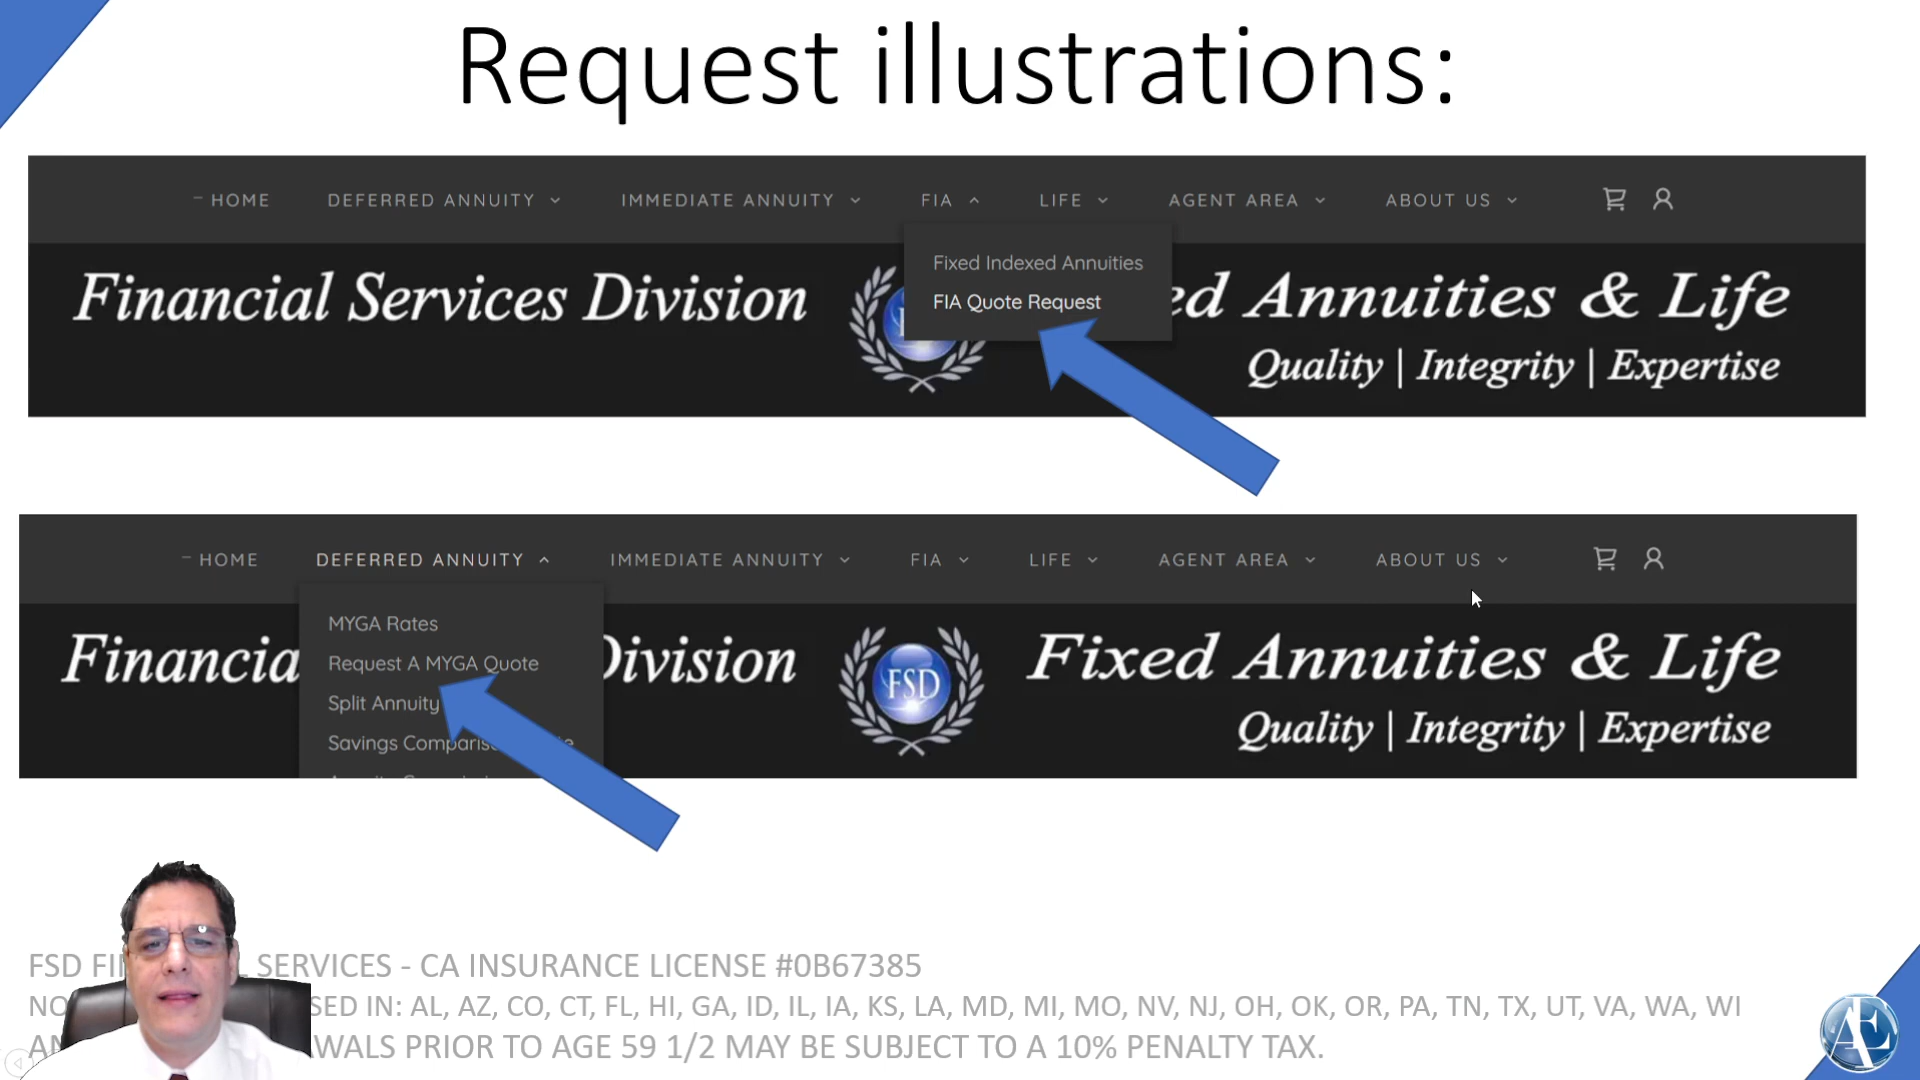 Request illustrations:
HOME DEFERRED ANNUITY IMMEDIATE ANNUITY FIA LIFE AGENT AREA ABOUT US
Fixed Indexed Annuities
FIA Quote Request
Financial Services Division ed Annuities & Life
Quality | Integrity | Expertise
HOME DEFERRED ANNUITY IMMEDIATE ANNUITY FIA LIFE AGENT AREA ABOUT US
MYGA Rates
Request A MYGA Quote
Split Annuity
Savings
Financia Division FSD Fixed Annuities & Life
Quality | Integrity | Expertise
FSD SERVICES - CA INSURANCE LICENSE #0B67385
SED IN: AL, AZ, CO, CT, FL, HI, GA, ID, IL, IA, KS, LA, MD, MI, MO, NV, NJ, OH, OK, OR, PA, TN, TX, UT, VA, WA, WI
WALS PRIOR TO AGE 59 1/2 MAY BE SUBJECT TO A 10% PENALTY TAX.